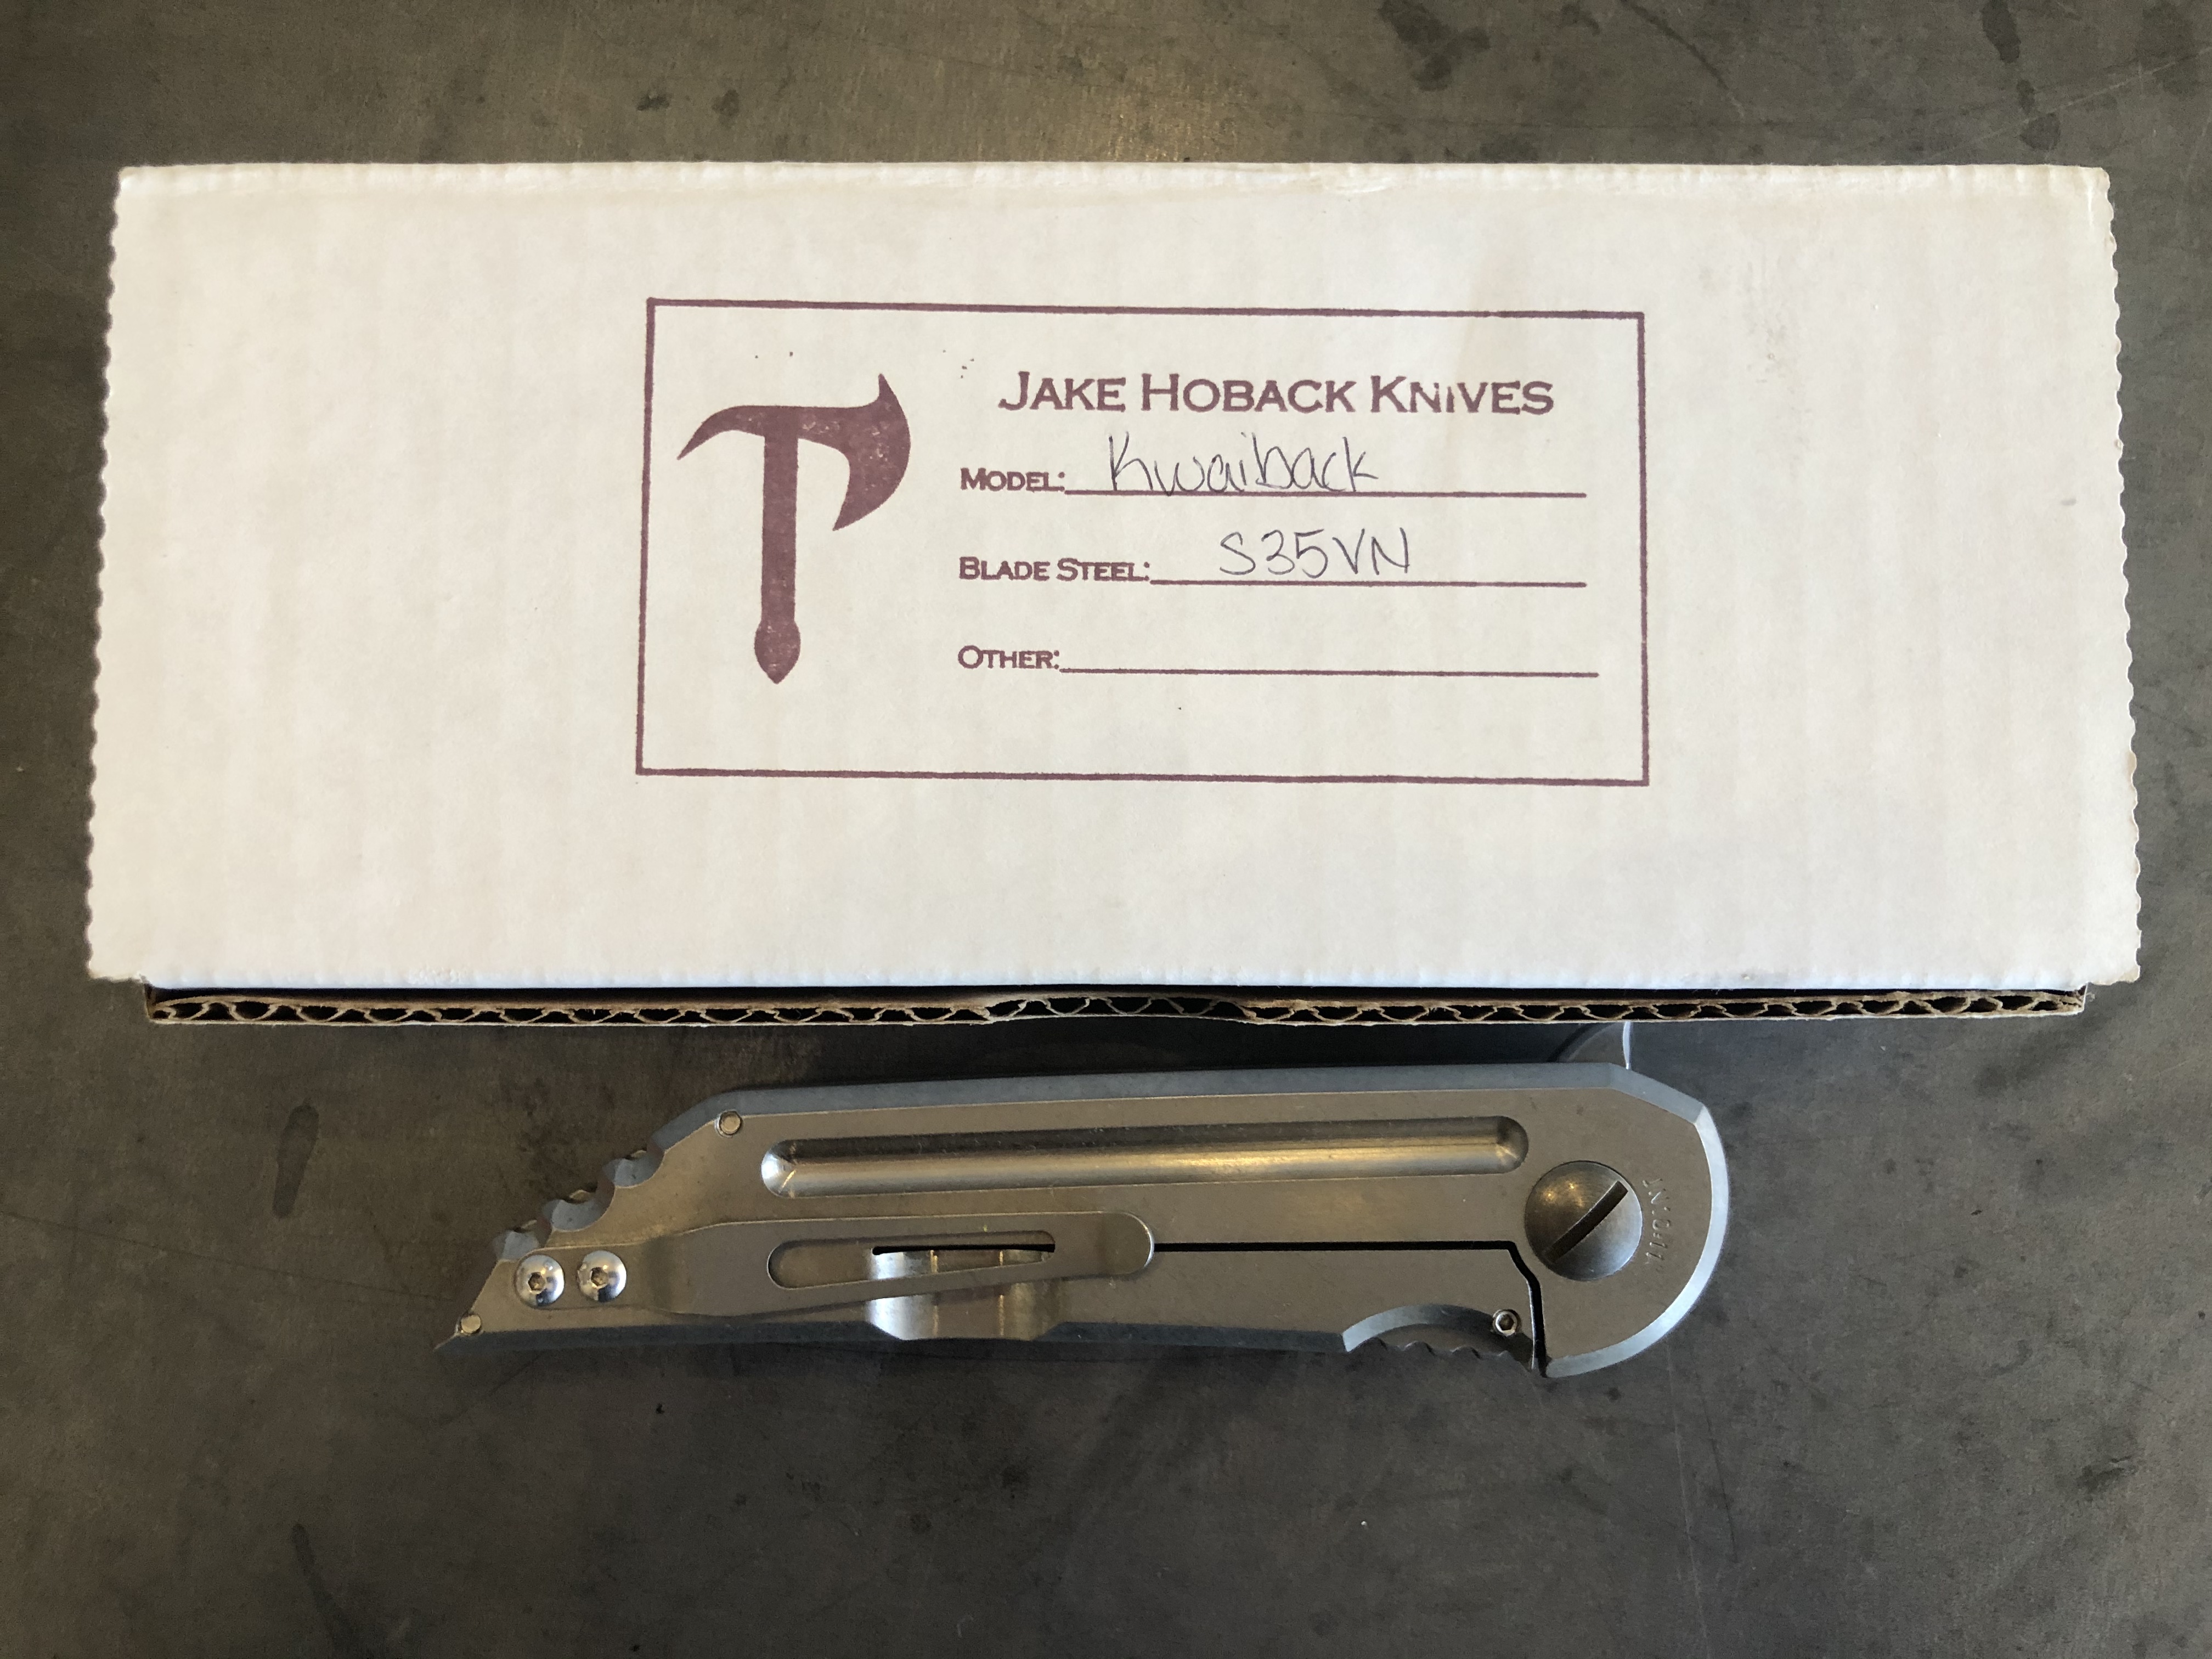 JAKE HOBACK KNIVES
MODEL: Kwaiback
BLADE STEEL: S35VN
OTHER: